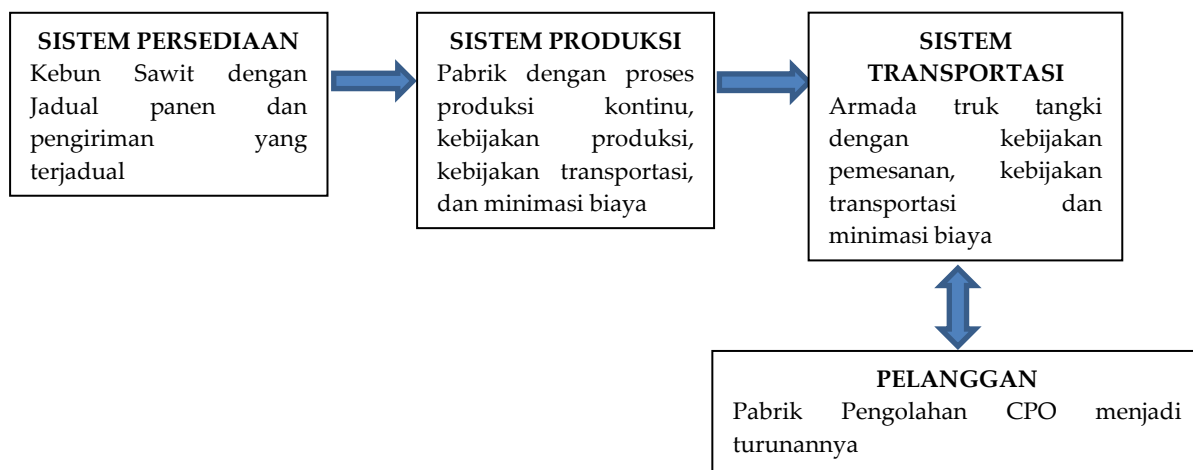 SISTEM PERSEDIAAN
Kebun Sawit dengan
Jadual panen dan
pengiriman yang
terjadual
SISTEM PRODUKSI
Pabrik dengan proses
produksi kontinu,
kebijakan produksi,
kebijakan transportasi,
dan minimasi biaya
SISTEM
TRANSPORTASI
Armada truk tangki
dengan kebijakan
pemesanan, kebijakan
transportasi dan
minimasi biaya
PELANGGAN
Pabrik Pengolahan CPO menjadi
turunannya